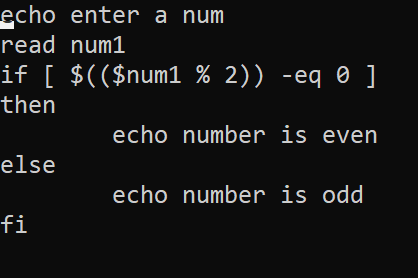 echo enter a num
read num1
if [ $(($num1 % 2)) -eq 0 ]
then
        echo number is even
else
        echo number is odd
fi